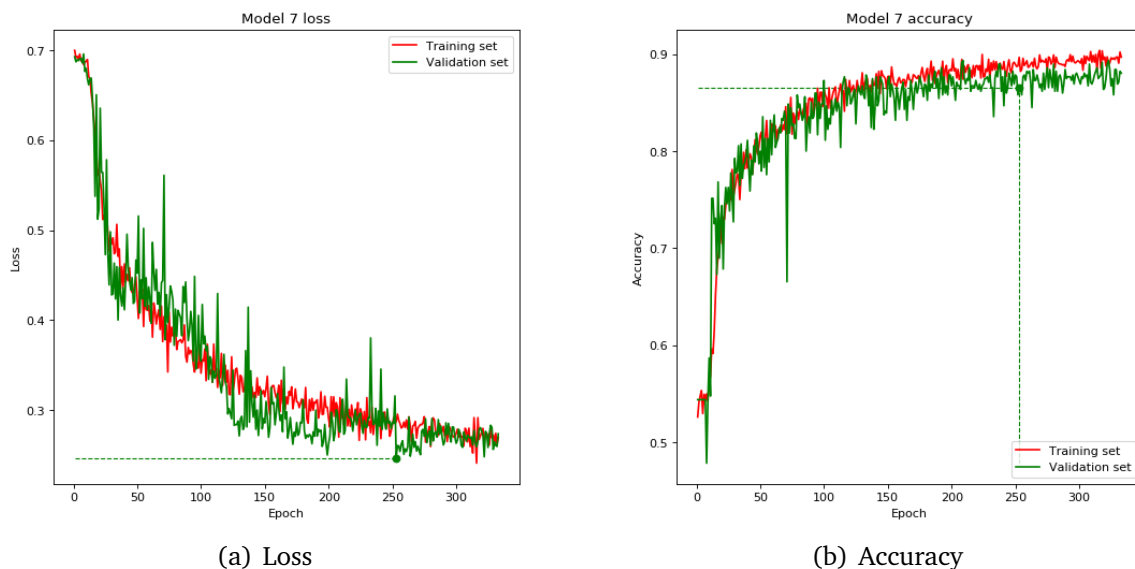 Model 7 loss
Training set
Validation set
0.7
0.6
0.5
0.4
0.3
Loss
0
50
100
150
200
250
300
Epoch
(a) Loss
Model 7 accuracy
0.9
0.8
0.7
0.6
0.5
Accuracy
Training set
Validation set
0
50
100
150
200
250
300
Epoch
(b) Accuracy